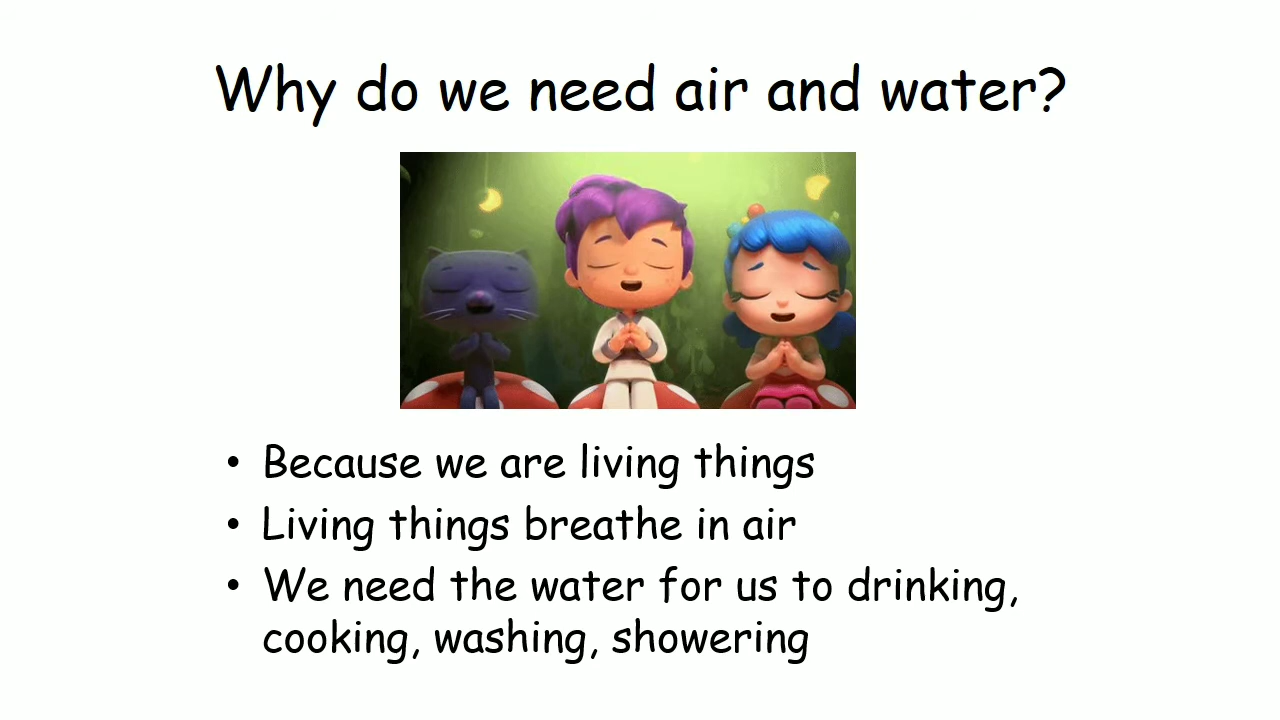 Why do we need air and water?
• Because we are living things
• Living things breathe in air
• We need the water for us to drinking,
cooking, washing, showering